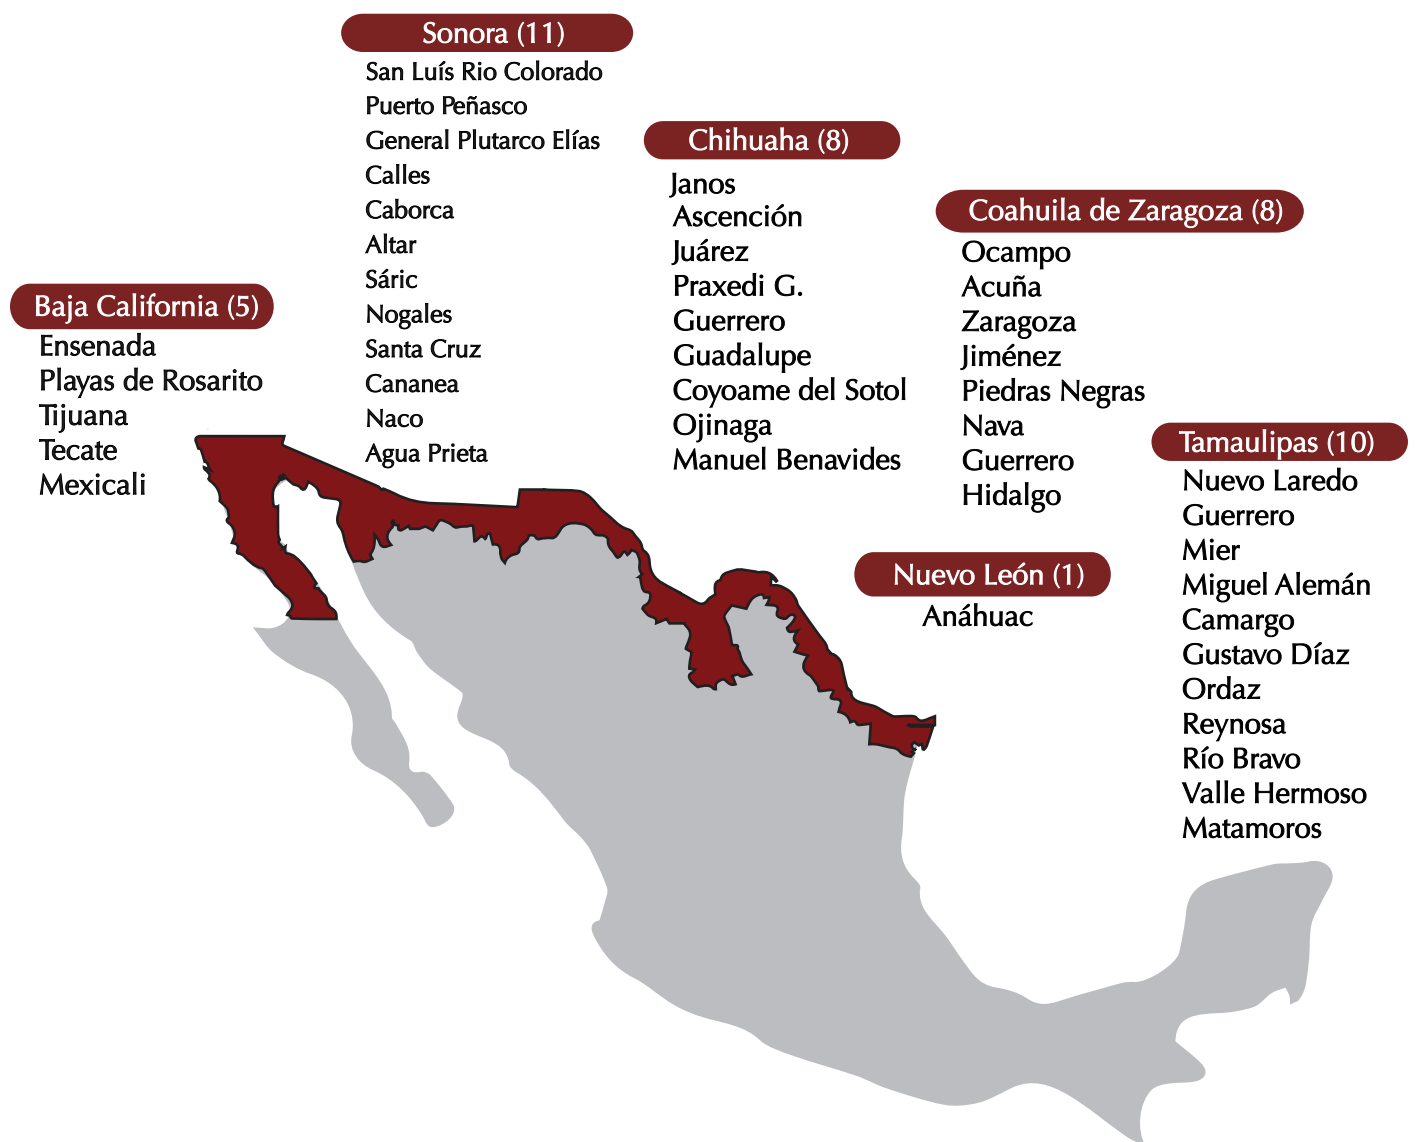 Sonora (11)
San Luís Rio Colorado
Puerto Peñasco
General Plutarco Elías
Calles
Caborca
Altar
Sáric
Nogales
Santa Cruz
Cananea
Naco
Agua Prieta
Chihuaha (8)
Janos
Ascención
Juárez
Praxedi G.
Guerrero
Guadalupe
Coyoame del Sotol
Ojinaga
Manuel Benavides
Coahuila de Zaragoza (8)
Ocampo
Acuña
Zaragoza
Jiménez
Piedras Negras
Nava
Guerrero
Hidalgo
Baja California (5)
Ensenada
Playas de Rosarito
Tijuana
Tecate
Mexicali
Tamaulipas (10)
Nuevo Laredo
Guerrero
Mier
Miguel Alemán
Camargo
Gustavo Díaz
Ordaz
Reynosa
Río Bravo
Valle Hermoso
Matamoros
Nuevo León (1)
Anáhuac